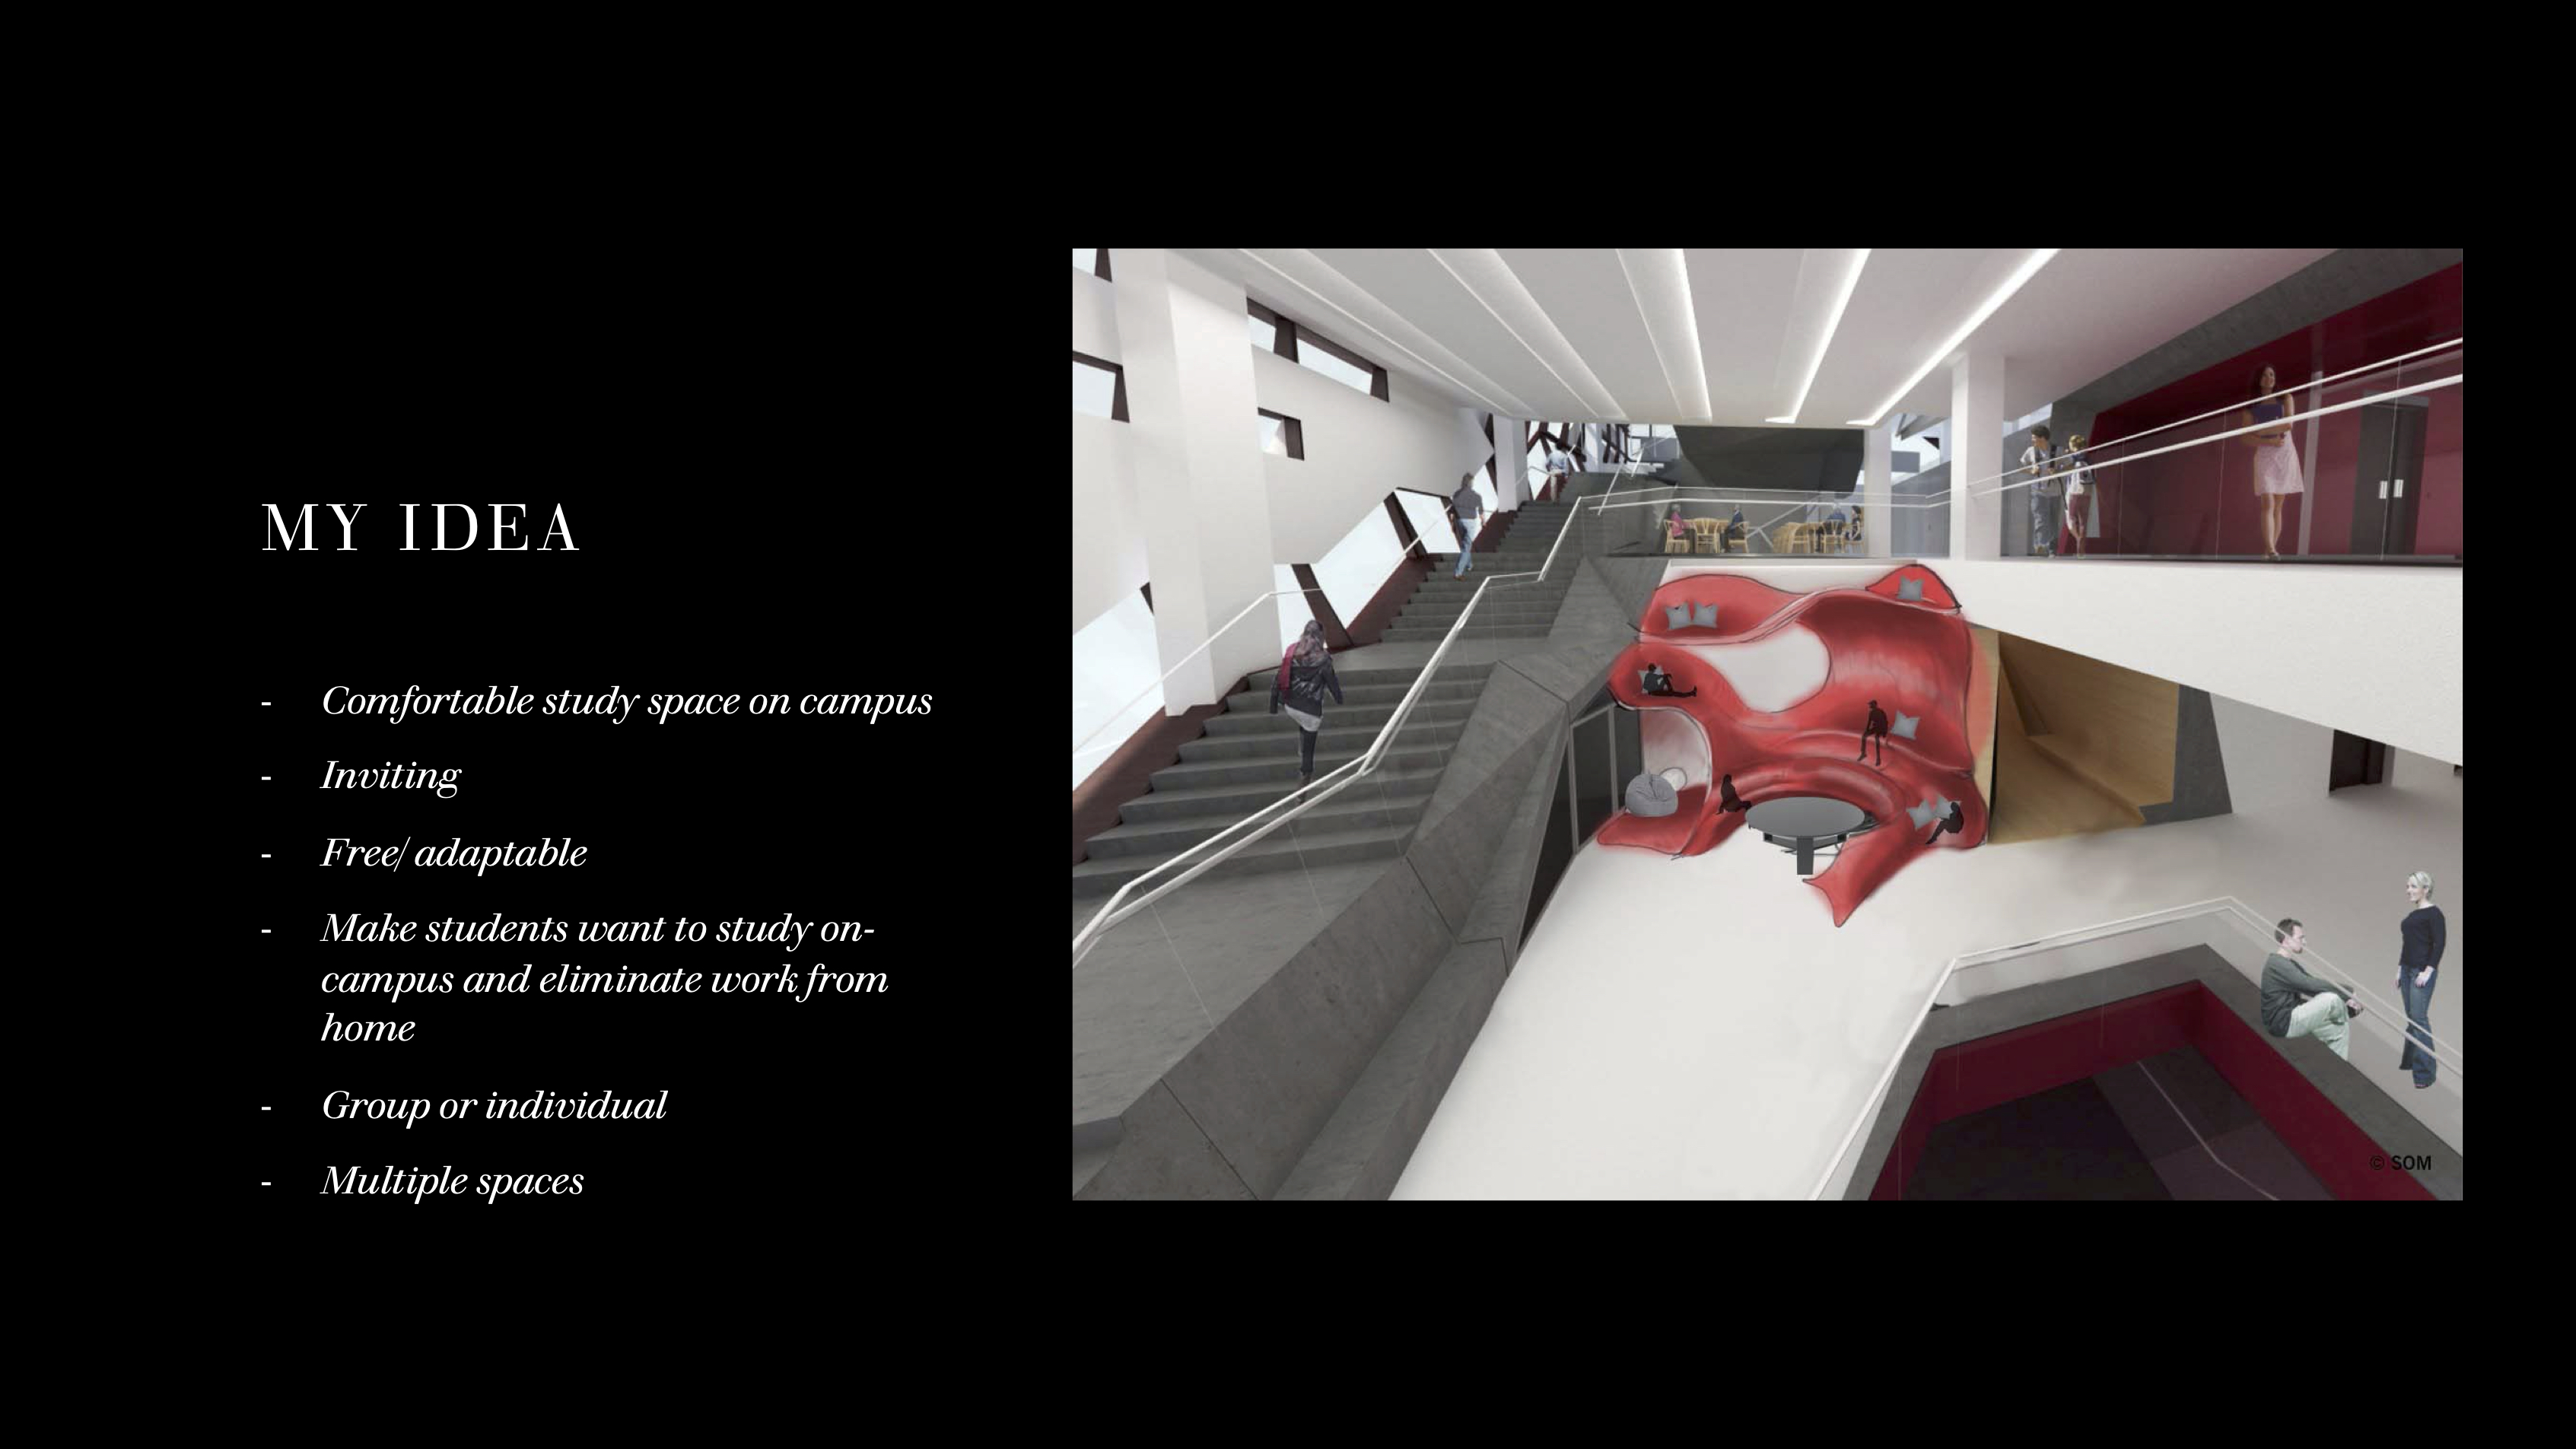 MY IDEA
- Comfortable study space on campus
- Inviting
- Free/ adaptable
- Make students want to study on-
campus and eliminate work from
home
- Group or individual
- Multiple spaces
© SOM